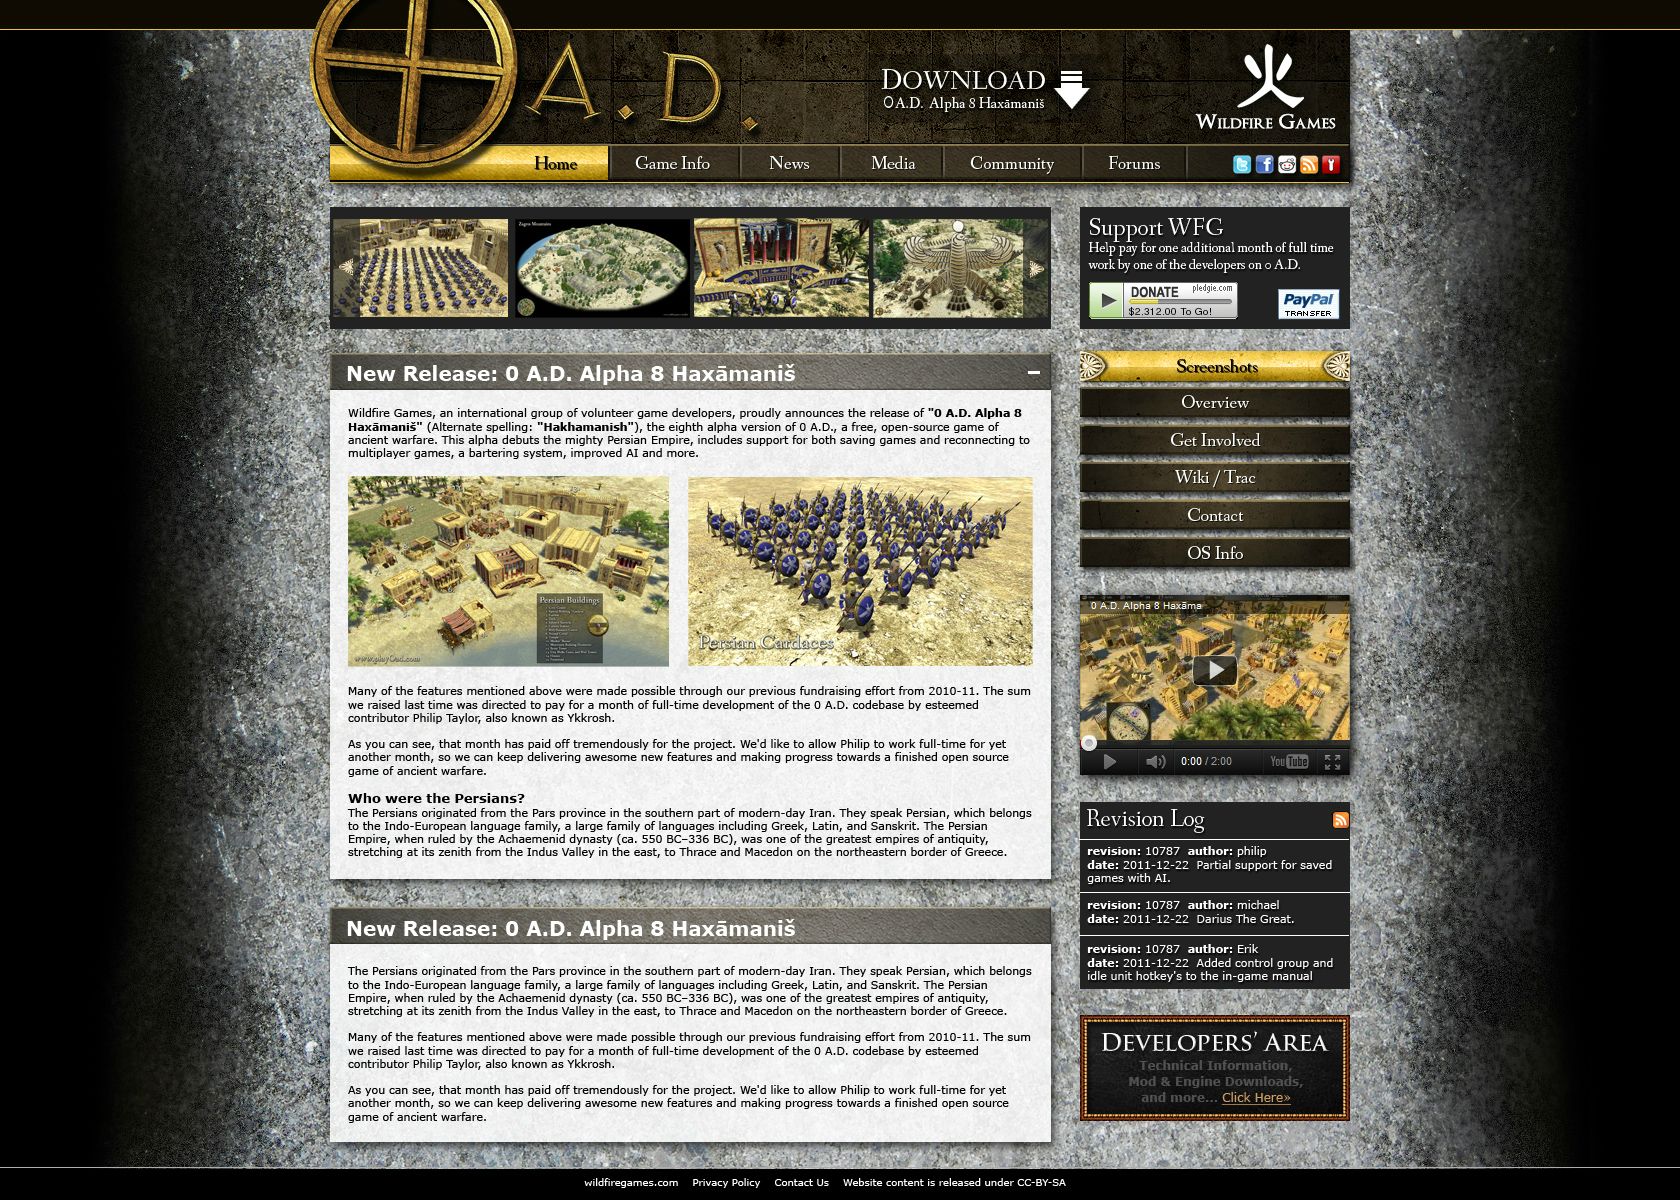 A.D.
DOWNLOAD
0 A.D. Alpha 8 Haxāmaniš
WILDFIRE GAMES
Home
Game Info
News
Media
Community
Forums
Zagros Mountains
Support WFG
Help pay for one additional month of full time
work by one of the developers on 0 A.D.
DONATE pledgie.com
$2,312.00 To Go!
PayPal
TRANSFER
New Release: 0 A.D. Alpha 8 Haxāmaniš
Wildfire Games, an international group of volunteer game developers, proudly announces the release of "0 A.D. Alpha 8
Haxāmaniš" (Alternate spelling: "Hakhamanish"), the eighth alpha version of 0 A.D., a free, open-source game of
ancient warfare. This alpha debuts the mighty Persian Empire, includes support for both saving games and reconnecting to
multiplayer games, a bartering system, improved AI and more.
Persian Buildings
www.play0ad.com
Persian Cardaces
Many of the features mentioned above were made possible through our previous fundraising effort from 2010-11. The sum
we raised last time was directed to pay for a month of full-time development of the 0 A.D. codebase by esteemed
contributor Philip Taylor, also known as Ykkrosh.
As you can see, that month has paid off tremendously for the project. We'd like to allow Philip to work full-time for yet
another month, so we can keep delivering awesome new features and making progress towards a finished open source
game of ancient warfare.
Who were the Persians?
The Persians originated from the Pars province in the southern part of modern-day Iran. They speak Persian, which belongs
to the Indo-European language family, a large family of languages including Greek, Latin, and Sanskrit. The Persian
Empire, when ruled by the Achaemenid dynasty (ca. 550 BC–336 BC), was one of the greatest empires of antiquity,
stretching at its zenith from the Indus Valley in the east, to Thrace and Macedon on the northeastern border of Greece.
New Release: 0 A.D. Alpha 8 Haxāmaniš
The Persians originated from the Pars province in the southern part of modern-day Iran. They speak Persian, which belongs
to the Indo-European language family, a large family of languages including Greek, Latin, and Sanskrit. The Persian
Empire, when ruled by the Achaemenid dynasty (ca. 550 BC–336 BC), was one of the greatest empires of antiquity,
stretching at its zenith from the Indus Valley in the east, to Thrace and Macedon on the northeastern border of Greece.
Many of the features mentioned above were made possible through our previous fundraising effort from 2010-11. The sum
we raised last time was directed to pay for a month of full-time development of the 0 A.D. codebase by esteemed
contributor Philip Taylor, also known as Ykkrosh.
As you can see, that month has paid off tremendously for the project. We'd like to allow Philip to work full-time for yet
another month, so we can keep delivering awesome new features and making progress towards a finished open source
game of ancient warfare.
Screenshots
Overview
Get Involved
Wiki / Trac
Contact
OS Info
0 A.D. Alpha 8 Haxāma
0:00 / 2:00
YouTube
Revision Log
revision: 10787 author: philip
date: 2011-12-22 Partial support for saved
games with AI.
revision: 10787 author: michael
date: 2011-12-22 Darius The Great.
revision: 10787 author: Erik
date: 2011-12-22 Added control group and
idle unit hotkey's to the in-game manual
DEVELOPERS' AREA
Technical Information,
Mod & Engine Downloads,
and more... Click Here»
wildfiregames.com Privacy Policy Contact Us Website content is released under CC-BY-SA